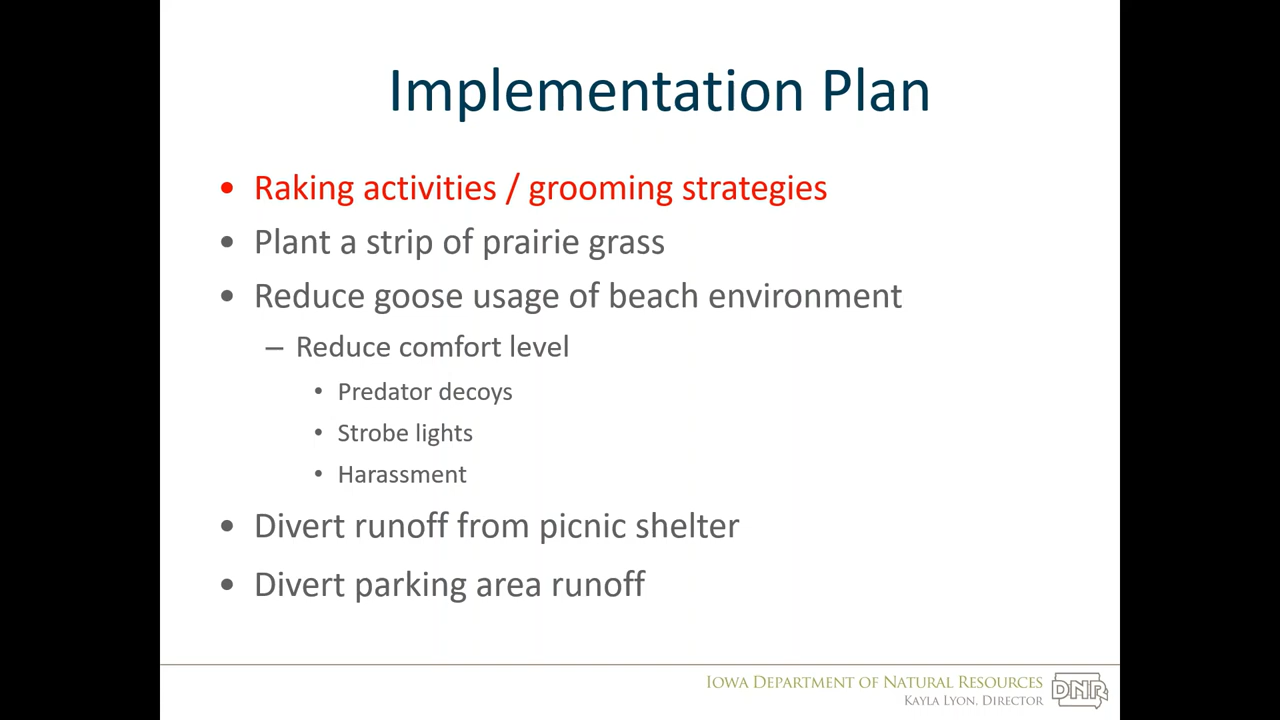 Implementation Plan
• Raking activities / grooming strategies
• Plant a strip of prairie grass
• Reduce goose usage of beach environment
– Reduce comfort level
• Predator decoys
• Strobe lights
• Harassment
• Divert runoff from picnic shelter
• Divert parking area runoff
Iowa Department of Natural Resources
Kayla Lyon, Director
DNR